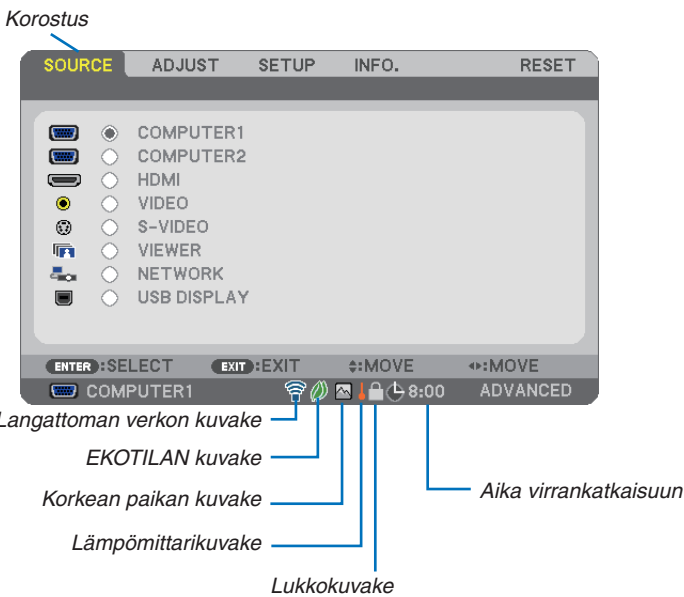 Korostus
SOURCE ADJUST SETUP INFO. RESET
COMPUTER1
COMPUTER2
HDMI
VIDEO
S-VIDEO
VIEWER
NETWORK
USB DISPLAY
ENTER :SELECT EXIT :EXIT :MOVE :MOVE
COMPUTER1 8:00 ADVANCED
Langattoman verkon kuvake
EKOTILAN kuvake
Korkean paikan kuvake
Aika virrankatkaisuun
Lämpömittarikuvake
Lukkokuvake